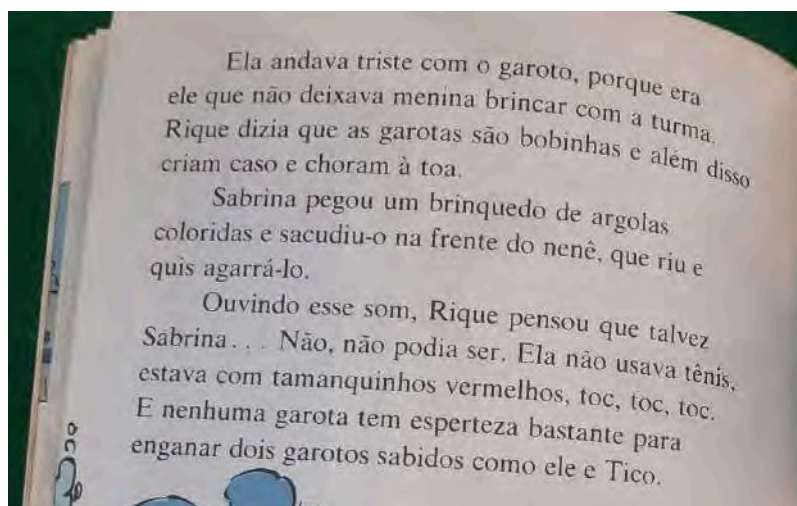 Ela andava triste com o garoto, porque era
ele que não deixava menina brincar com a turma.
Rique dizia que as garotas são bobinhas e além disso
criam caso e choram à toa.
Sabrina pegou um brinquedo de argolas
coloridas e sacudiu-o na frente do nenê, que riu e
quis agarrá-lo.
Ouvindo esse som, Rique pensou que talvez
Sabrina... Não, não podia ser. Ela não usava tênis,
estava com tamanquinhos vermelhos, toc, toc, toc.
E nenhuma garota tem esperteza bastante para
enganar dois garotos sabidos como ele e Tico.